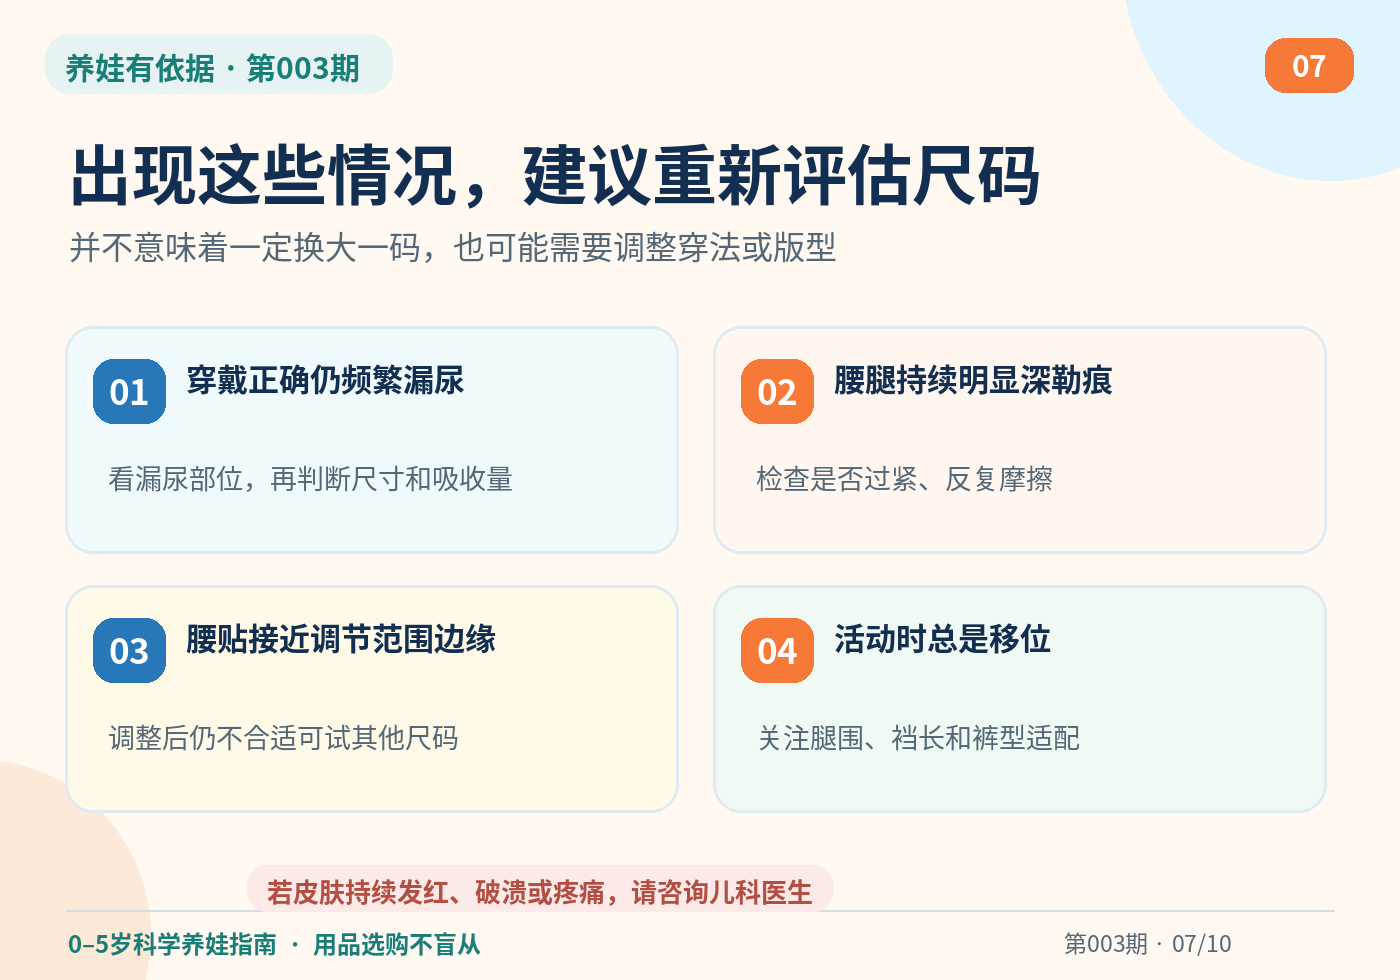 养娃有依据 · 第003期
07
出现这些情况，建议重新评估尺码
并不意味着一定换大一码，也可能需要调整穿法或版型
01 穿戴正确仍频繁漏尿
看漏尿部位，再判断尺寸和吸收量
02 腰腿持续明显深勒痕
检查是否过紧、反复摩擦
03 腰贴接近调节范围边缘
调整后仍不合适可试其他尺码
04 活动时总是移位
关注腿围、裆长和裤型适配
若皮肤持续发红、破溃或疼痛，请咨询儿科医生
0–5岁科学养娃指南 · 用品选购不盲从
第003期 · 07/10